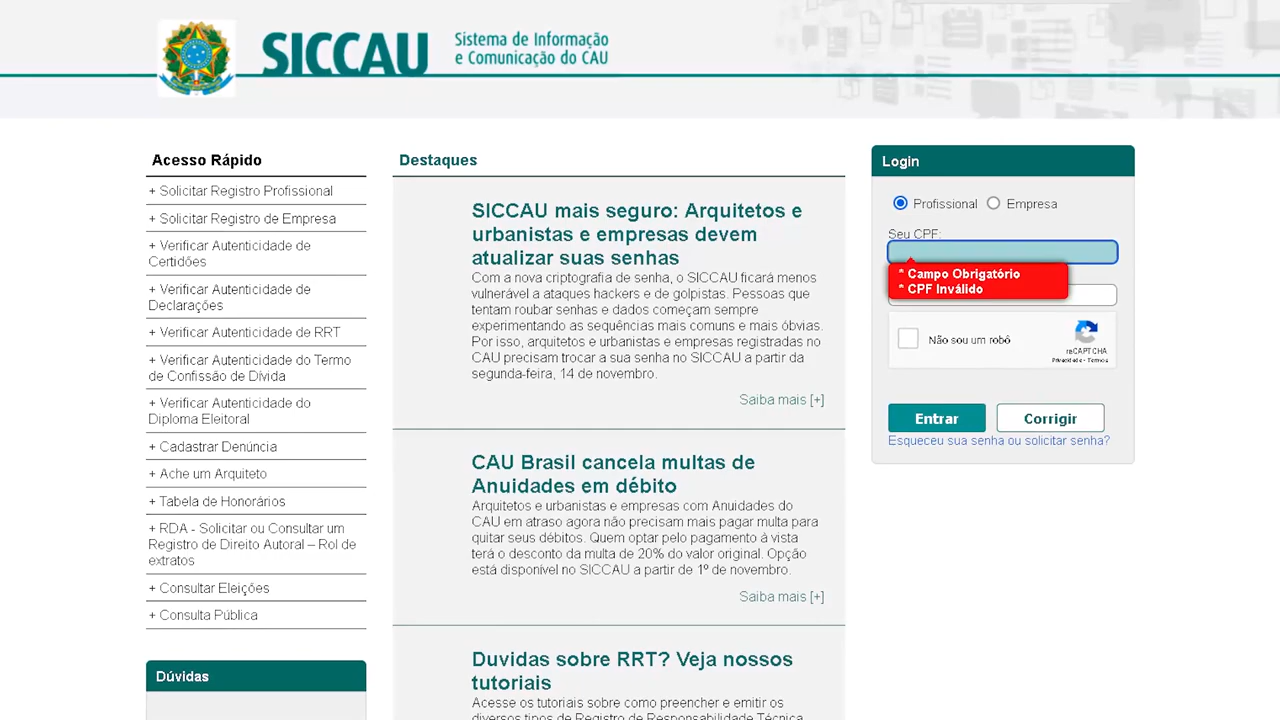 SICCAU
Sistema de Informação
e Comunicação do CAU
Acesso Rápido
+ Solicitar Registro Profissional
+ Solicitar Registro de Empresa
+ Verificar Autenticidade de
Certidões
+ Verificar Autenticidade de
Declarações
+ Verificar Autenticidade de RRT
+ Verificar Autenticidade do Termo
de Confissão de Dívida
+ Verificar Autenticidade do
Diploma Eleitoral
+ Cadastrar Denúncia
+ Ache um Arquiteto
+ Tabela de Honorários
+ RDA - Solicitar ou Consultar um
Registro de Direito Autoral – Rol de
extratos
+ Consultar Eleições
+ Consulta Pública
Dúvidas
Destaques
SICCAU mais seguro: Arquitetos e
urbanistas e empresas devem
atualizar suas senhas
Com a nova criptografia de senha, o SICCAU ficará menos
vulnerável a ataques hackers e de golpistas. Pessoas que
tentam roubar senhas e dados começam sempre
experimentando as sequências mais comuns e mais óbvias.
Por isso, arquitetos e urbanistas e empresas registradas no
CAU precisam trocar a sua senha no SICCAU a partir da
segunda-feira, 14 de novembro.
Saiba mais [+]
CAU Brasil cancela multas de
Anuidades em débito
Arquitetos e urbanistas e empresas com Anuidades do
CAU em atraso agora não precisam mais pagar multa para
quitar seus débitos. Quem optar pelo pagamento à vista
terá o desconto da multa de 20% do valor original. Opção
está disponível no SICCAU a partir de 1º de novembro.
Saiba mais [+]
Duvidas sobre RRT? Veja nossos
tutoriais
Acesse os tutoriais sobre como preencher e emitir os
diversos tipos de Registro de Responsabilidade Técnica
Login
Profissional Empresa
Seu CPF:
* Campo Obrigatório
* CPF Inválido
Não sou um robô
reCAPTCHA
Privacidade - Termos
Entrar Corrigir
Esqueceu sua senha ou solicitar senha?